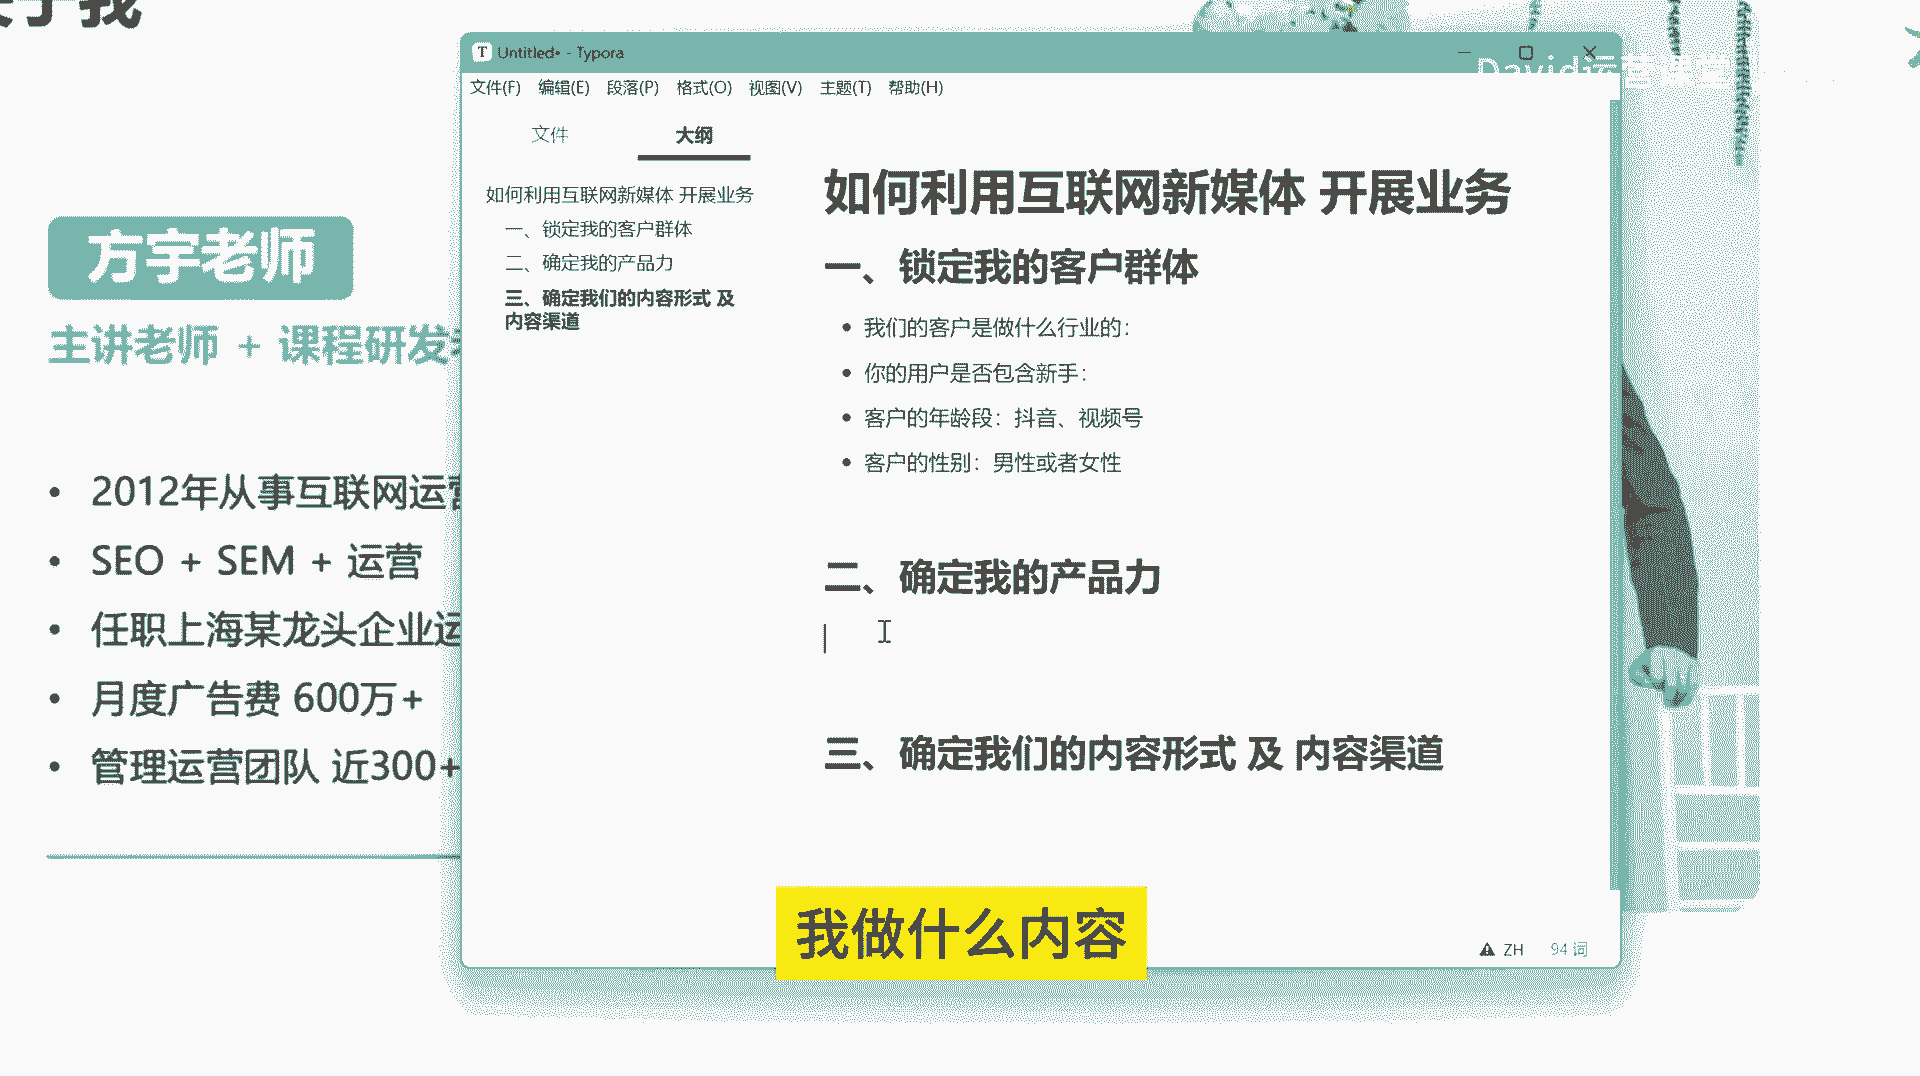 关于我
方宇老师
主讲老师 + 课程研发
2012年从事互联网运营
SEO + SEM + 运营
任职上海某龙头企业运
月度广告费 600万+
管理运营团队 近300+
Untitled• - Typora
David运营课堂
文件(F) 编辑(E) 段落(P) 格式(O) 视图(V) 主题(T) 帮助(H)
文件 大纲
如何利用互联网新媒体 开展业务
一、锁定我的客户群体
二、确定我的产品力
三、确定我们的内容形式 及
内容渠道
如何利用互联网新媒体 开展业务
一、锁定我的客户群体
我们的客户是做什么行业的：
你的用户是否包含新手：
客户的年龄段：抖音、视频号
客户的性别：男性或者女性
二、确定我的产品力
三、确定我们的内容形式 及 内容渠道
我做什么内容
ZH 94 词